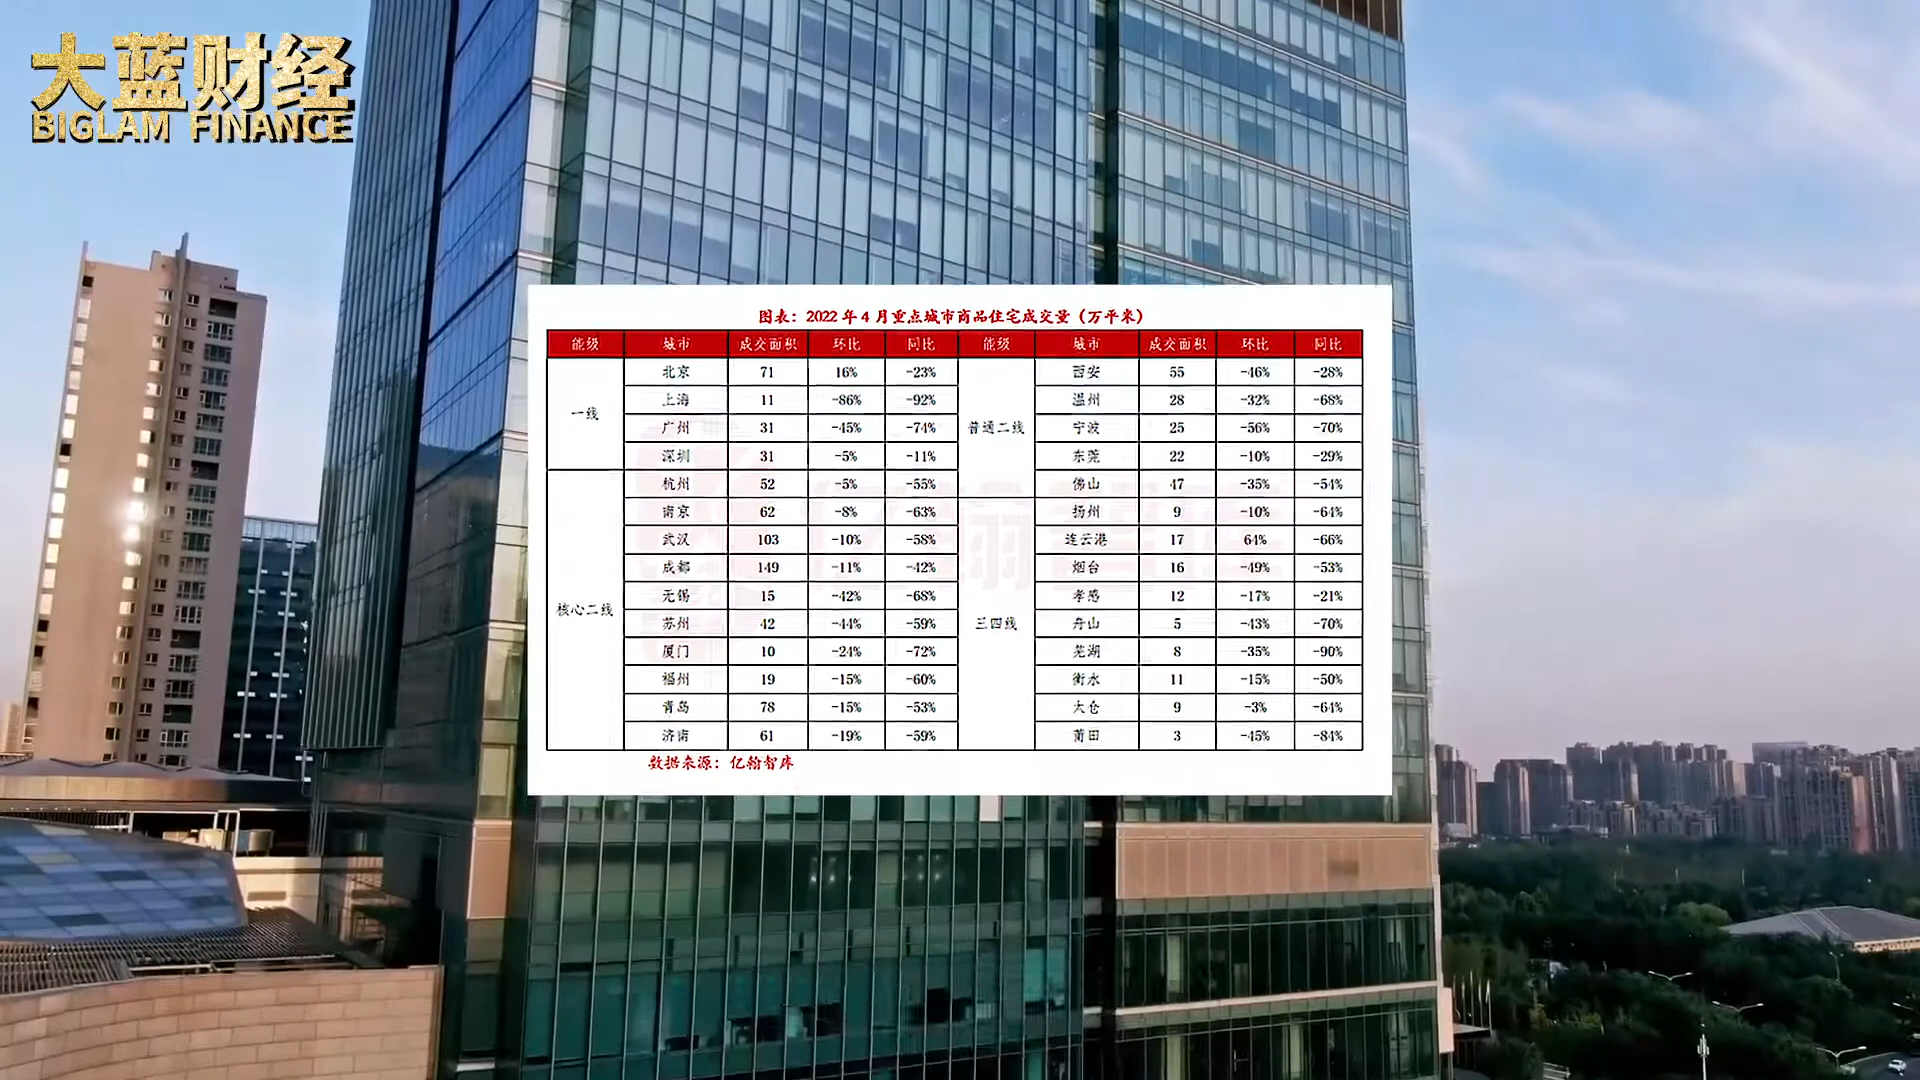 大蓝财经
BIGLAM FINANCE
图表：2022 年 4 月重点城市商品住宅成交量（万平米）
能级 城市 成交面积 环比 同比 能级 城市 成交面积 环比 同比
一线 北京 71 16% -23% 普通二线 西安 55 -46% -28%
上海 11 -86% -92% 温州 28 -32% -68%
广州 31 -45% -74% 宁波 25 -56% -70%
深圳 31 -5% -11% 东莞 22 -10% -29%
核心二线 杭州 52 -5% -55% 佛山 47 -35% -54%
南京 62 -8% -63% 三四线 扬州 9 -10% -64%
武汉 103 -10% -58% 连云港 17 64% -66%
成都 149 -11% -42% 烟台 16 -49% -53%
无锡 15 -42% -68% 孝感 12 -17% -21%
苏州 42 -44% -59% 舟山 5 -43% -70%
厦门 10 -24% -72% 芜湖 8 -35% -90%
福州 19 -15% -60% 衡水 11 -15% -50%
青岛 78 -15% -53% 太仓 9 -3% -64%
济南 61 -19% -59% 莆田 3 -45% -84%
数据来源：亿翰智库
亿翰智库